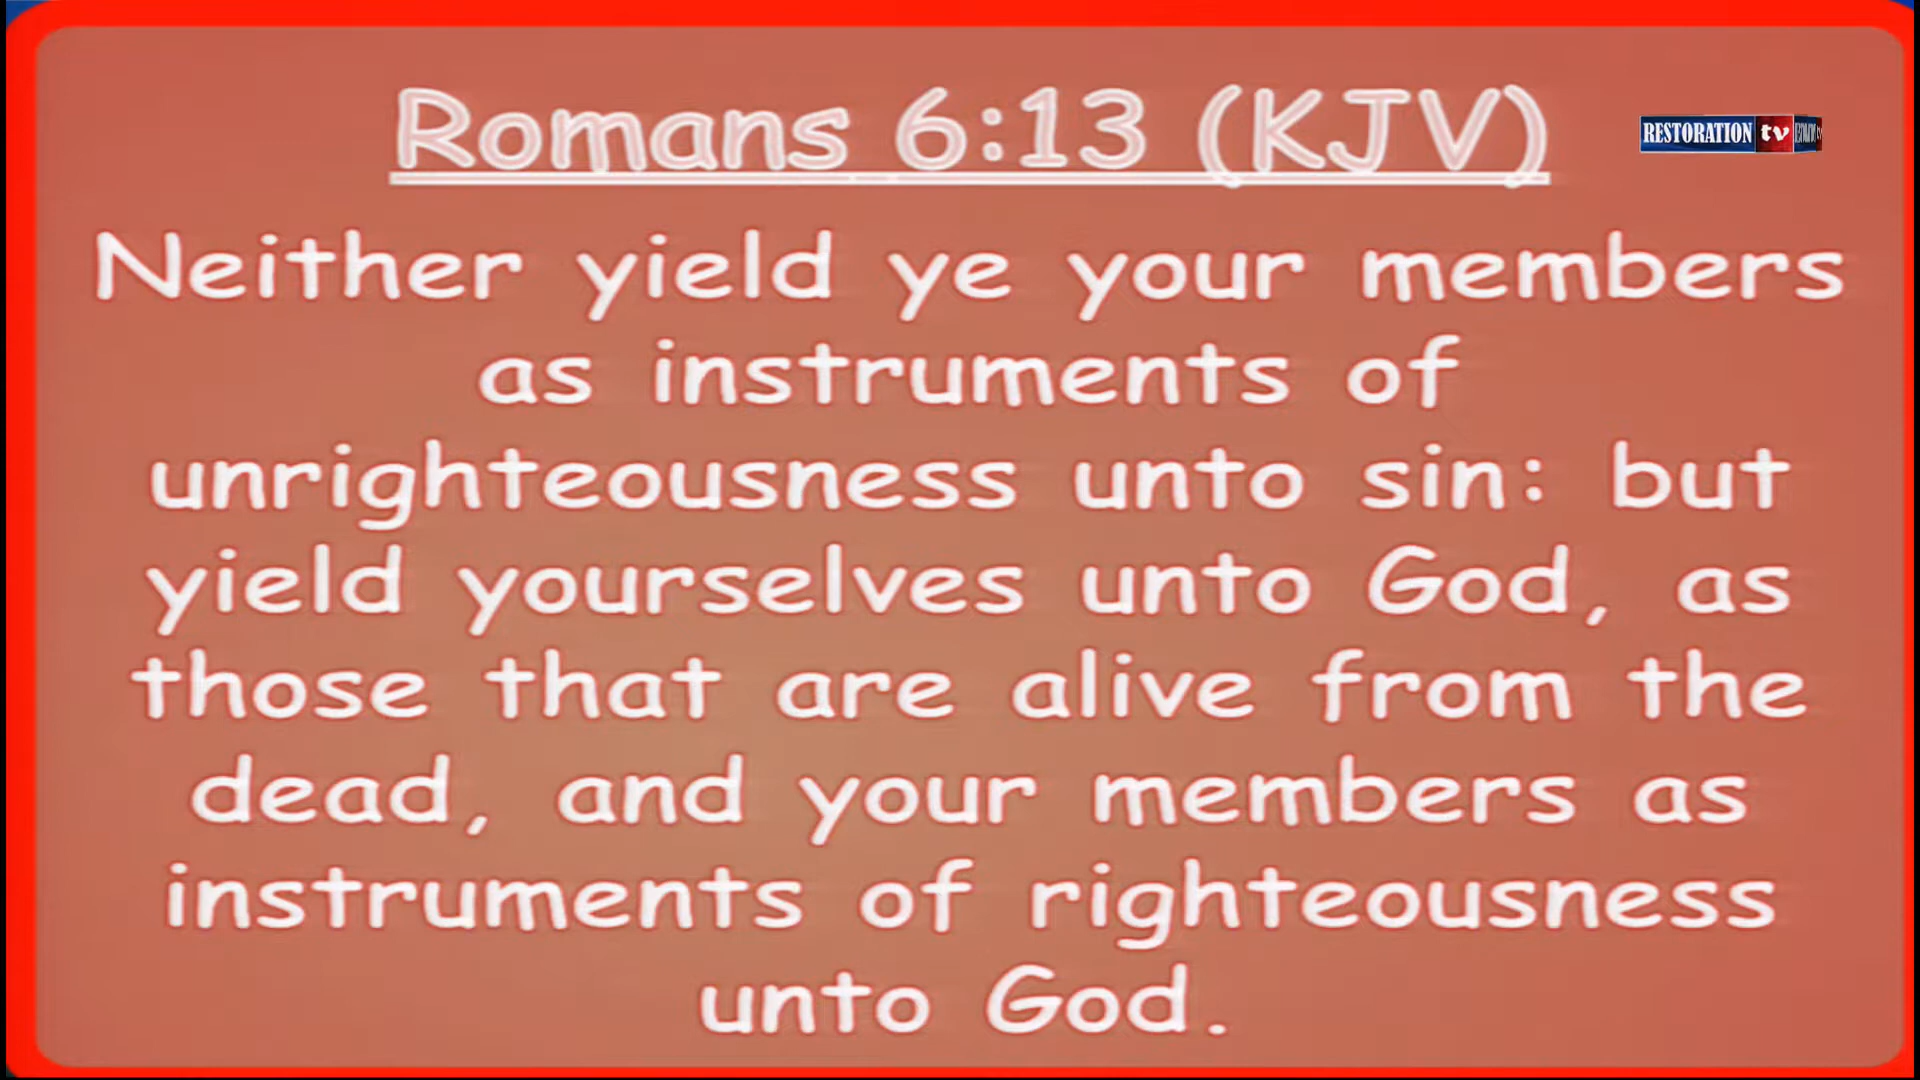 Romans 6:13 (KJV)
RESTORATION tv
Neither yield ye your members
as instruments of
unrighteousness unto sin: but
yield yourselves unto God, as
those that are alive from the
dead, and your members as
instruments of righteousness
unto God.